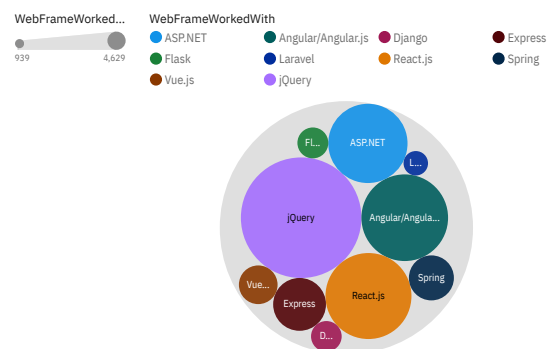 WebFrameWorked... WebFrameWorkedWith
ASP.NET Angular/Angular.js Django Express
939 4,629
Flask Laravel React.js Spring
Vue.js jQuery
Fl... ASP.NET
L...
jQuery Angular/Angula...
Vue... Spring
Express React.js
D...